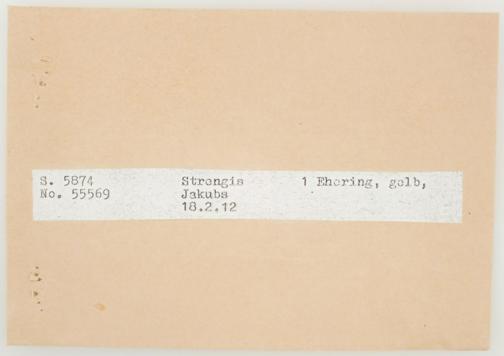 S. 5874 Strengis 1 Ehering, gelb,
No. 55569 Jakubs
18.2.12